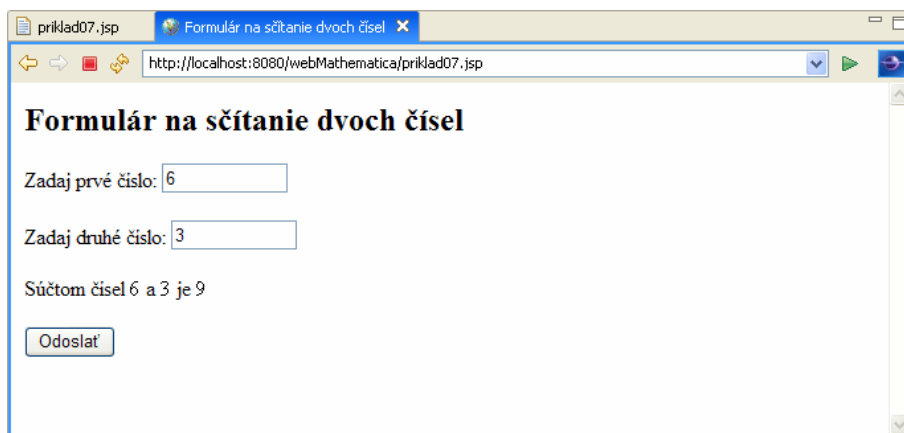 priklad07.jsp
Formulár na sčítanie dvoch čísel
http://localhost:8080/webMathematica/priklad07.jsp
Formulár na sčítanie dvoch čísel
Zadaj prvé číslo: 6
Zadaj druhé číslo: 3
Súčtom čísel 6 a 3 je 9
Odoslať